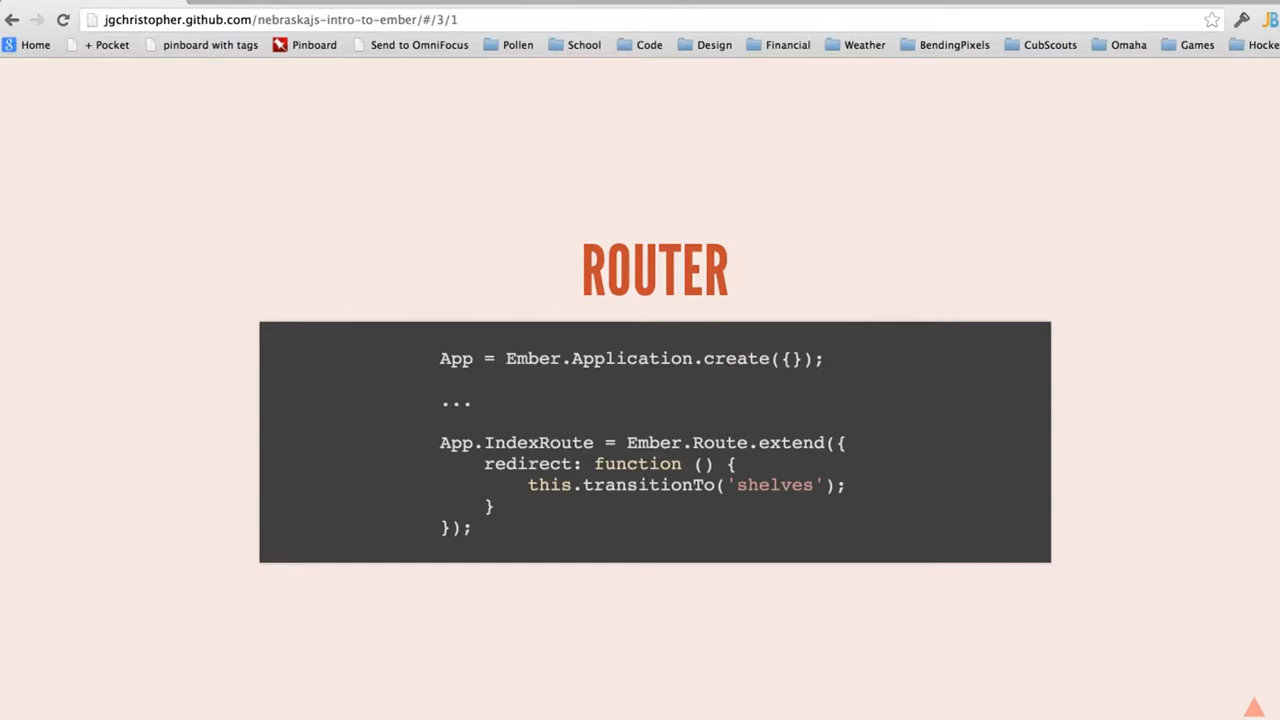 jgchristopher.github.com/nebraskajs-intro-to-ember/#/3/1
Home + Pocket pinboard with tags Pinboard Send to OmniFocus Pollen School Code Design Financial Weather BendingPixels CubScouts Omaha Games Hocke
ROUTER
App = Ember.Application.create({});
...
App.IndexRoute = Ember.Route.extend({
redirect: function () {
this.transitionTo('shelves');
}
});